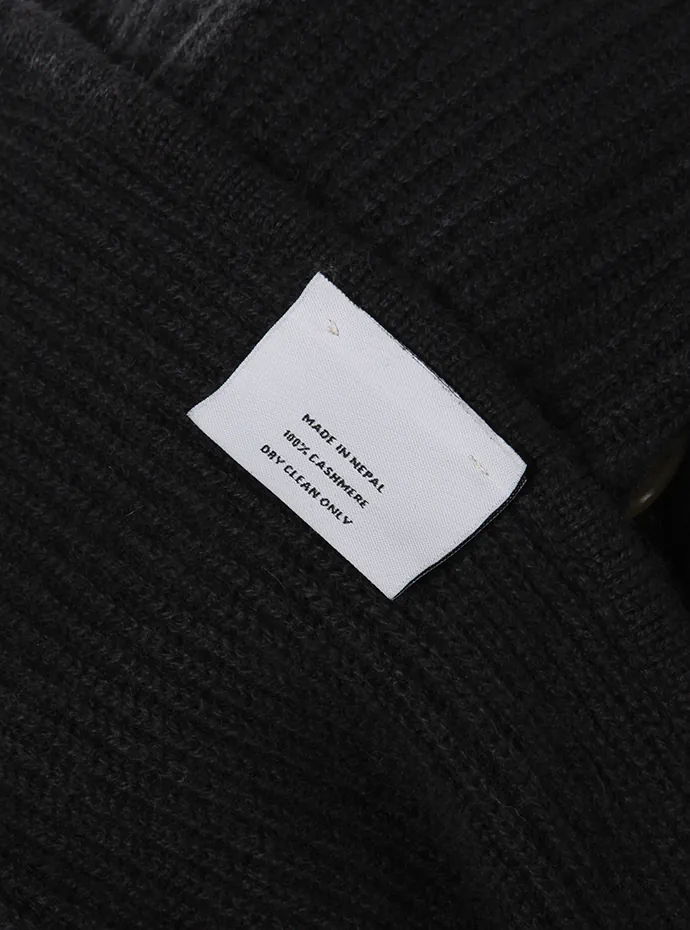 MADE IN NEPAL
100% CASHMERE
DRY CLEAN ONLY